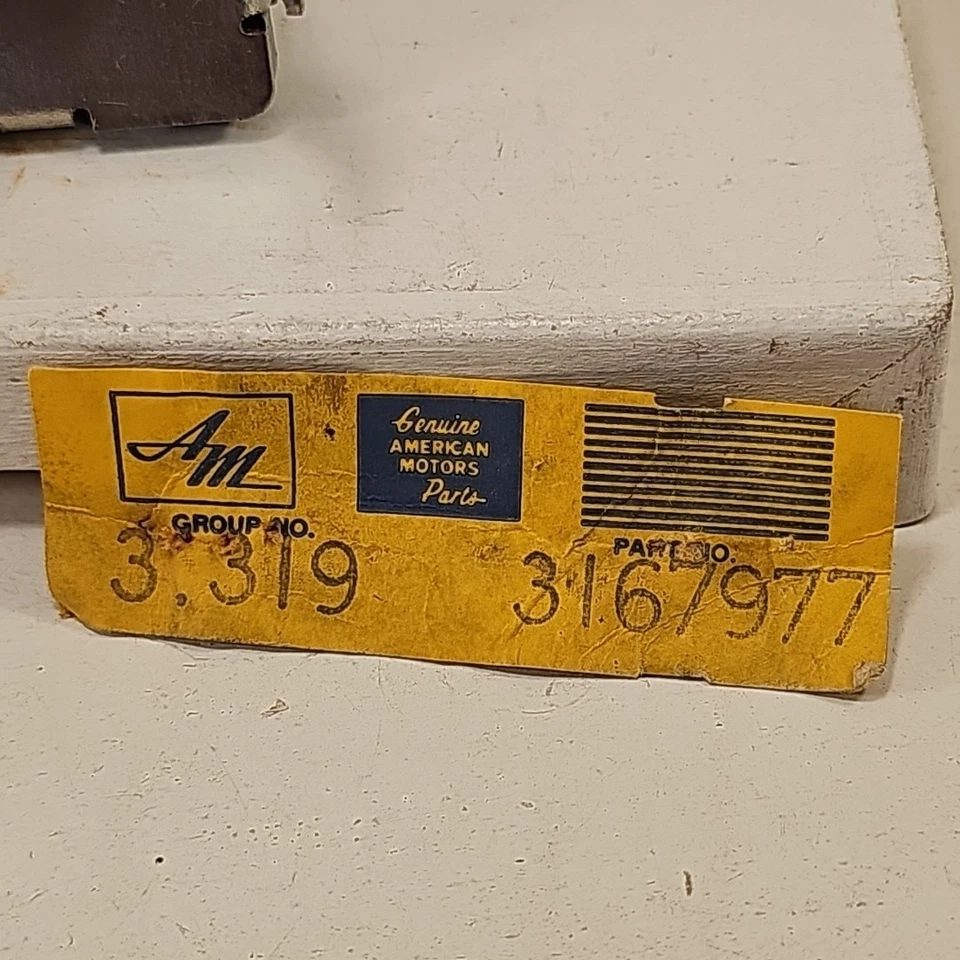 AM
Genuine
AMERICAN
MOTORS
Parts
GROUP NO.
3.319
PART NO.
3167977